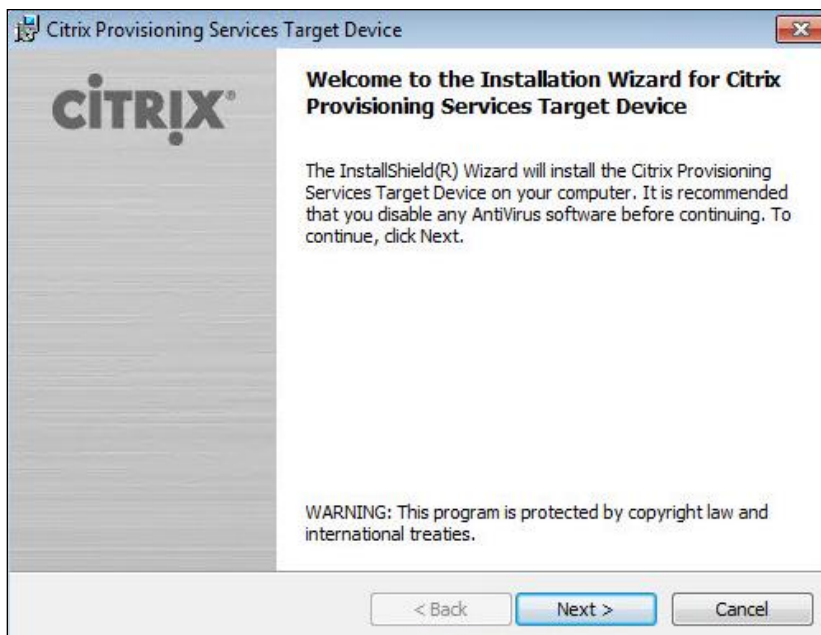 Citrix Provisioning Services Target Device
CİTRIX®
Welcome to the Installation Wizard for Citrix
Provisioning Services Target Device
The InstallShield(R) Wizard will install the Citrix Provisioning
Services Target Device on your computer. It is recommended
that you disable any AntiVirus software before continuing. To
continue, click Next.
WARNING: This program is protected by copyright law and
international treaties.
< Back
Next >
Cancel